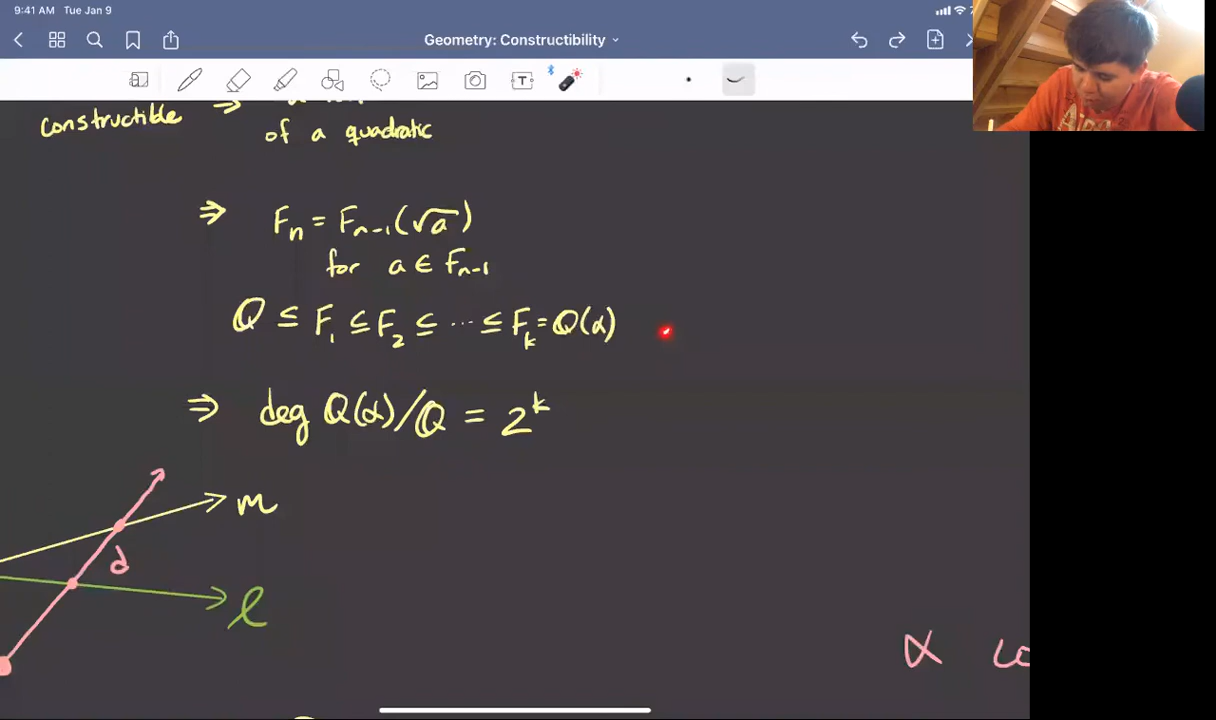 9:41 AM Tue Jan 9
Geometry: Constructibility
constructible ⇒
of a quadratic
⇒ Fₙ = Fₙ₋₁(√a)
for a ∈ Fₙ₋₁
Q ≤ F₁ ≤ F₂ ≤ ⋯ ≤ Fₖ = Q(α)
⇒ deg Q(α)/Q = 2ᵏ
m
d
ℓ
α